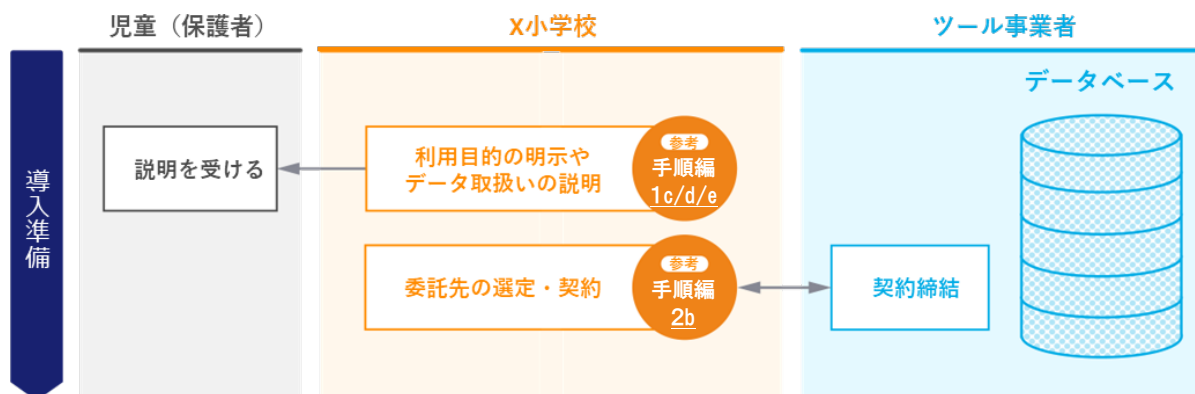 児童（保護者）
X小学校
ツール事業者
導入準備
データベース
説明を受ける
利用目的の明示や
データ取扱いの説明
参考
手順編
1c/d/e
委託先の選定・契約
参考
手順編
2b
契約締結